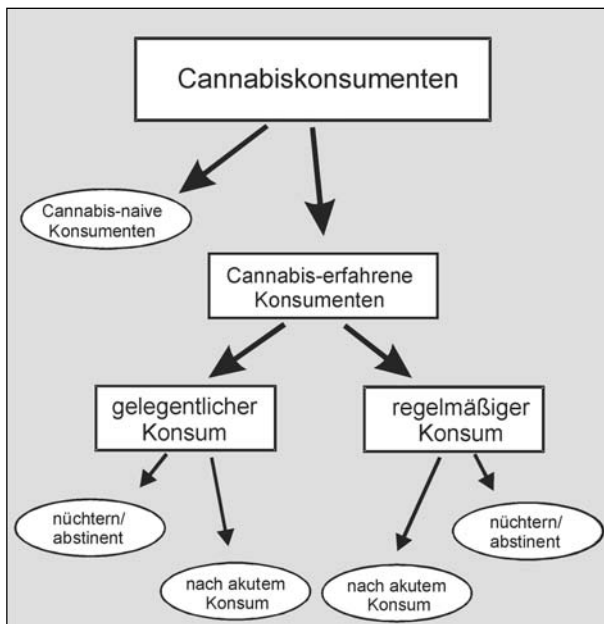 Cannabiskonsumenten
Cannabis-naive
Konsumenten
Cannabis-erfahrene
Konsumenten
gelegentlicher
Konsum
regelmäßiger
Konsum
nüchtern/
abstinent
nach akutem
Konsum
nach akutem
Konsum
nüchtern/
abstinent